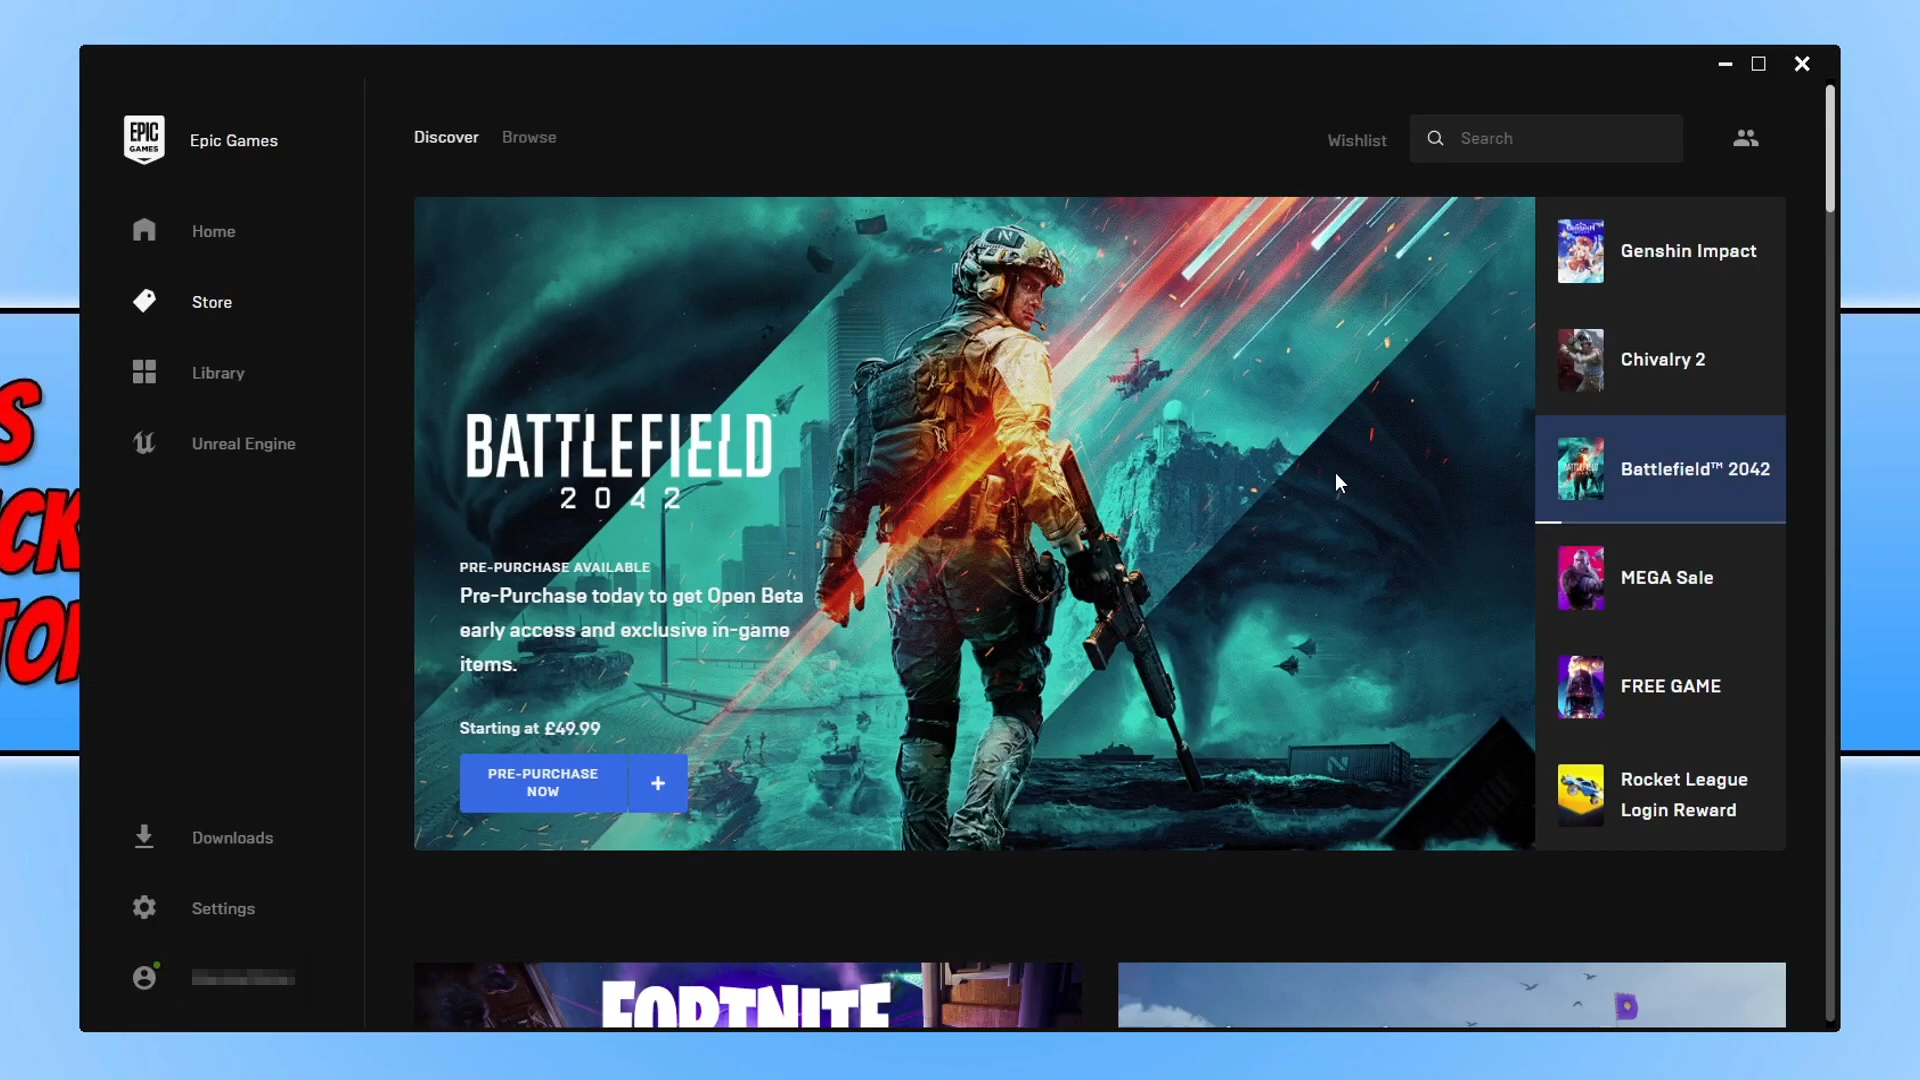 EPIC
GAMES
Epic Games
Discover
Browse
Wishlist
Search
Home
Store
Library
Unreal Engine
BATTLEFIELD
2042
PRE-PURCHASE AVAILABLE
Pre-Purchase today to get Open Beta
early access and exclusive in-game
items.
Starting at £49.99
PRE-PURCHASE
NOW
+
Genshin Impact
Chivalry 2
Battlefield™ 2042
MEGA Sale
FREE GAME
Rocket League
Login Reward
Downloads
Settings
FORTNITE